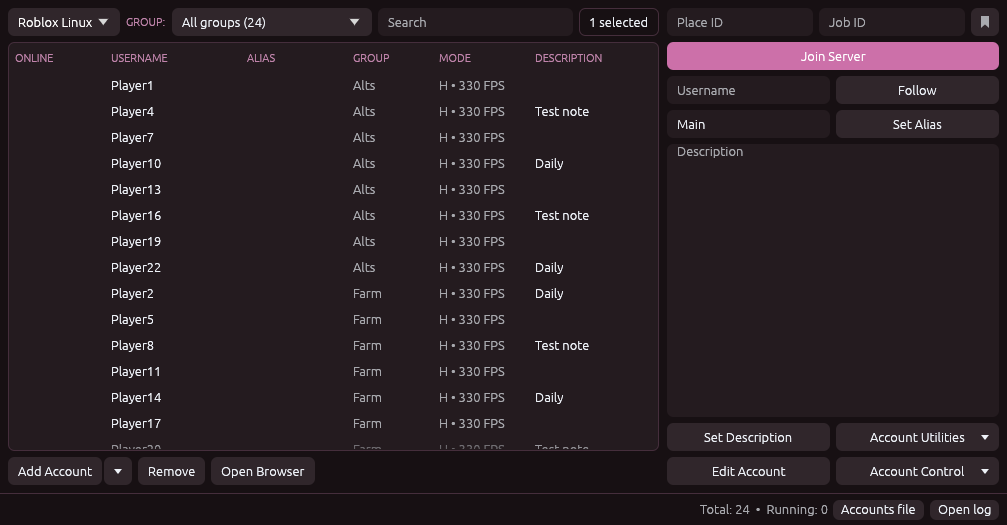 Roblox Linux GROUP: All groups (24) Search 1 selected Place ID Job ID
Join Server
ONLINE USERNAME ALIAS GROUP MODE DESCRIPTION
Player1 Alts H • 330 FPS
Username Follow
Player4 Alts H • 330 FPS Test note
Main Set Alias
Player7 Alts H • 330 FPS
Description
Player10 Alts H • 330 FPS Daily
Player13 Alts H • 330 FPS
Player16 Alts H • 330 FPS Test note
Player19 Alts H • 330 FPS
Player22 Alts H • 330 FPS Daily
Player2 Farm H • 330 FPS Daily
Player5 Farm H • 330 FPS
Player8 Farm H • 330 FPS Test note
Player11 Farm H • 330 FPS
Player14 Farm H • 330 FPS Daily
Player17 Farm H • 330 FPS
Player20 Farm H • 330 FPS Test note
Set Description Account Utilities
Add Account Remove Open Browser Edit Account Account Control
Total: 24 • Running: 0 Accounts file Open log